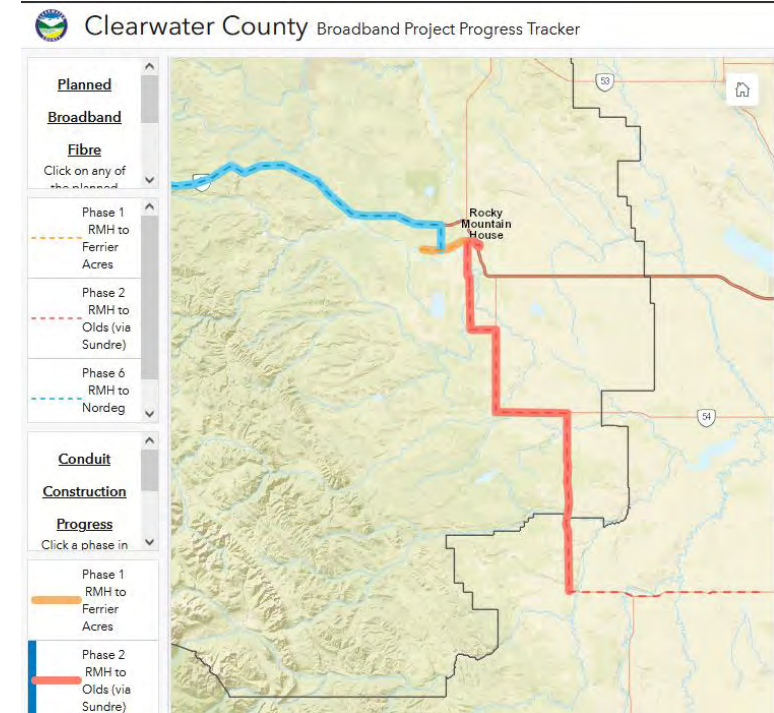 Clearwater County Broadband Project Progress Tracker
Planned
Broadband
Fibre
Click on any of
the planned
Phase 1
RMH to
Ferrier
Acres
Phase 2
RMH to
Olds (via
Sundre)
Phase 6
RMH to
Nordeg
Conduit
Construction
Progress
Click a phase in
Phase 1
RMH to
Ferrier
Acres
Phase 2
RMH to
Olds (via
Sundre)
53
Rocky
Mountain
House
54